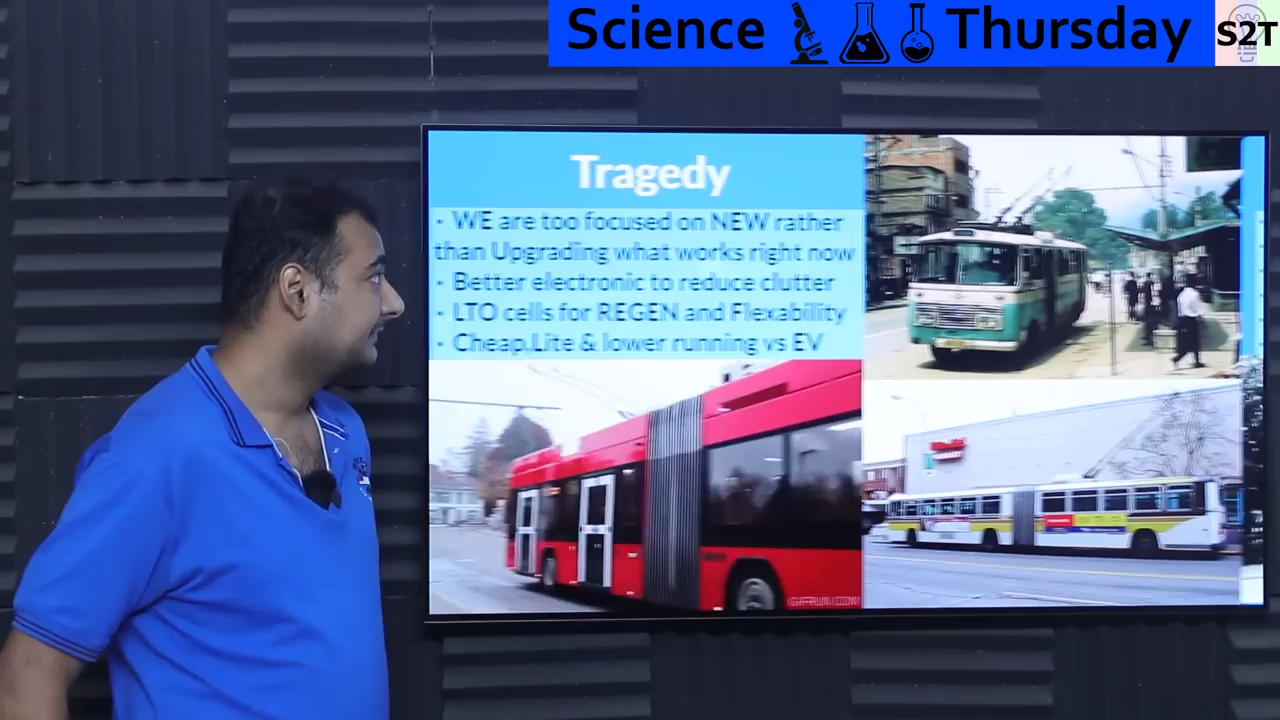 Science Thursday
S2T
Tragedy
• WE are too focused on NEW rather
than Upgrading what works right now
• Better electronic to reduce clutter
• LTO cells for REGEN and Flexability
• Cheap,Lite & lower running vs EV